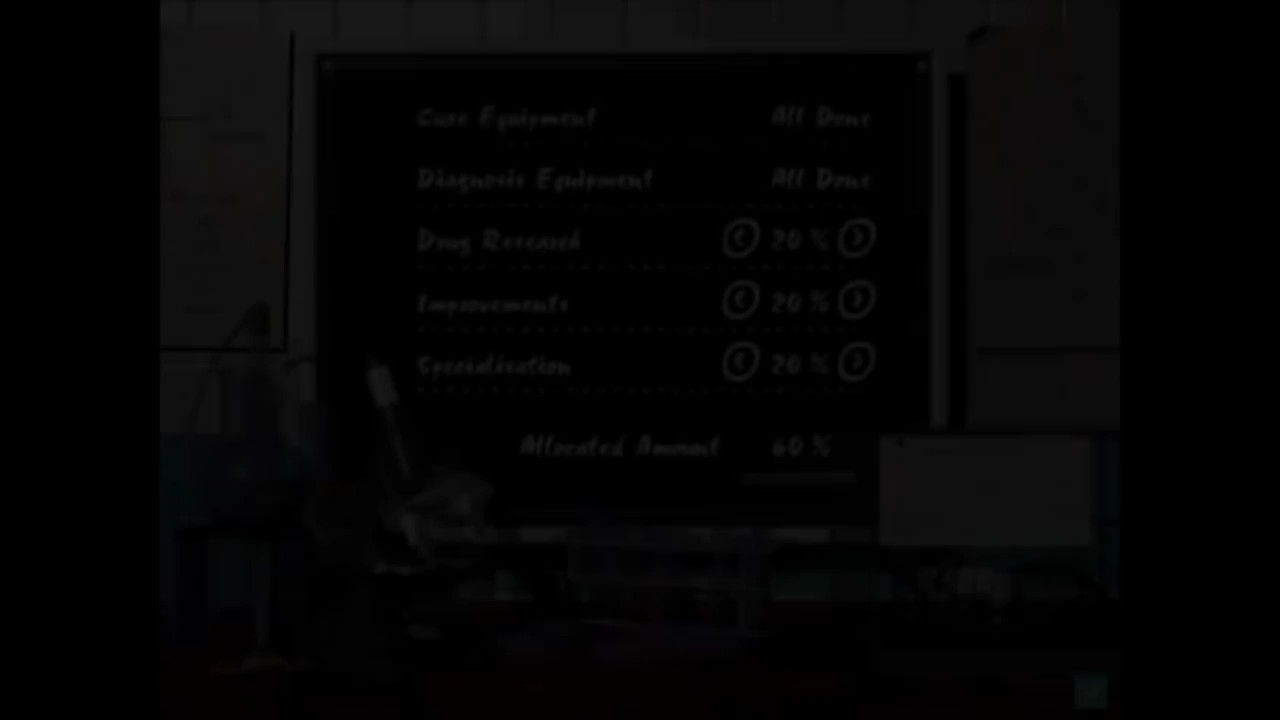 Cure Equipment All Done
Diagnosis Equipment All Done
Drug Research 20 %
Improvements 20 %
Specialisation 20 %
Allocated Amount 60 %